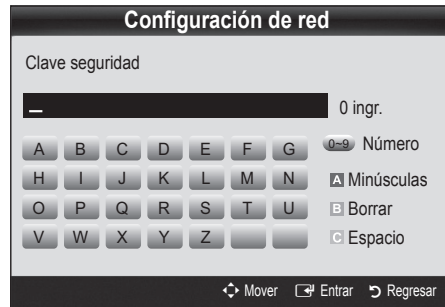 Configuración de red
Clave seguridad
_ 0 ingr.
A B C D E F G 0~9 Número
H I J K L M N A Minúsculas
O P Q R S T U B Borrar
V W X Y Z C Espacio
Mover Entrar Regresar